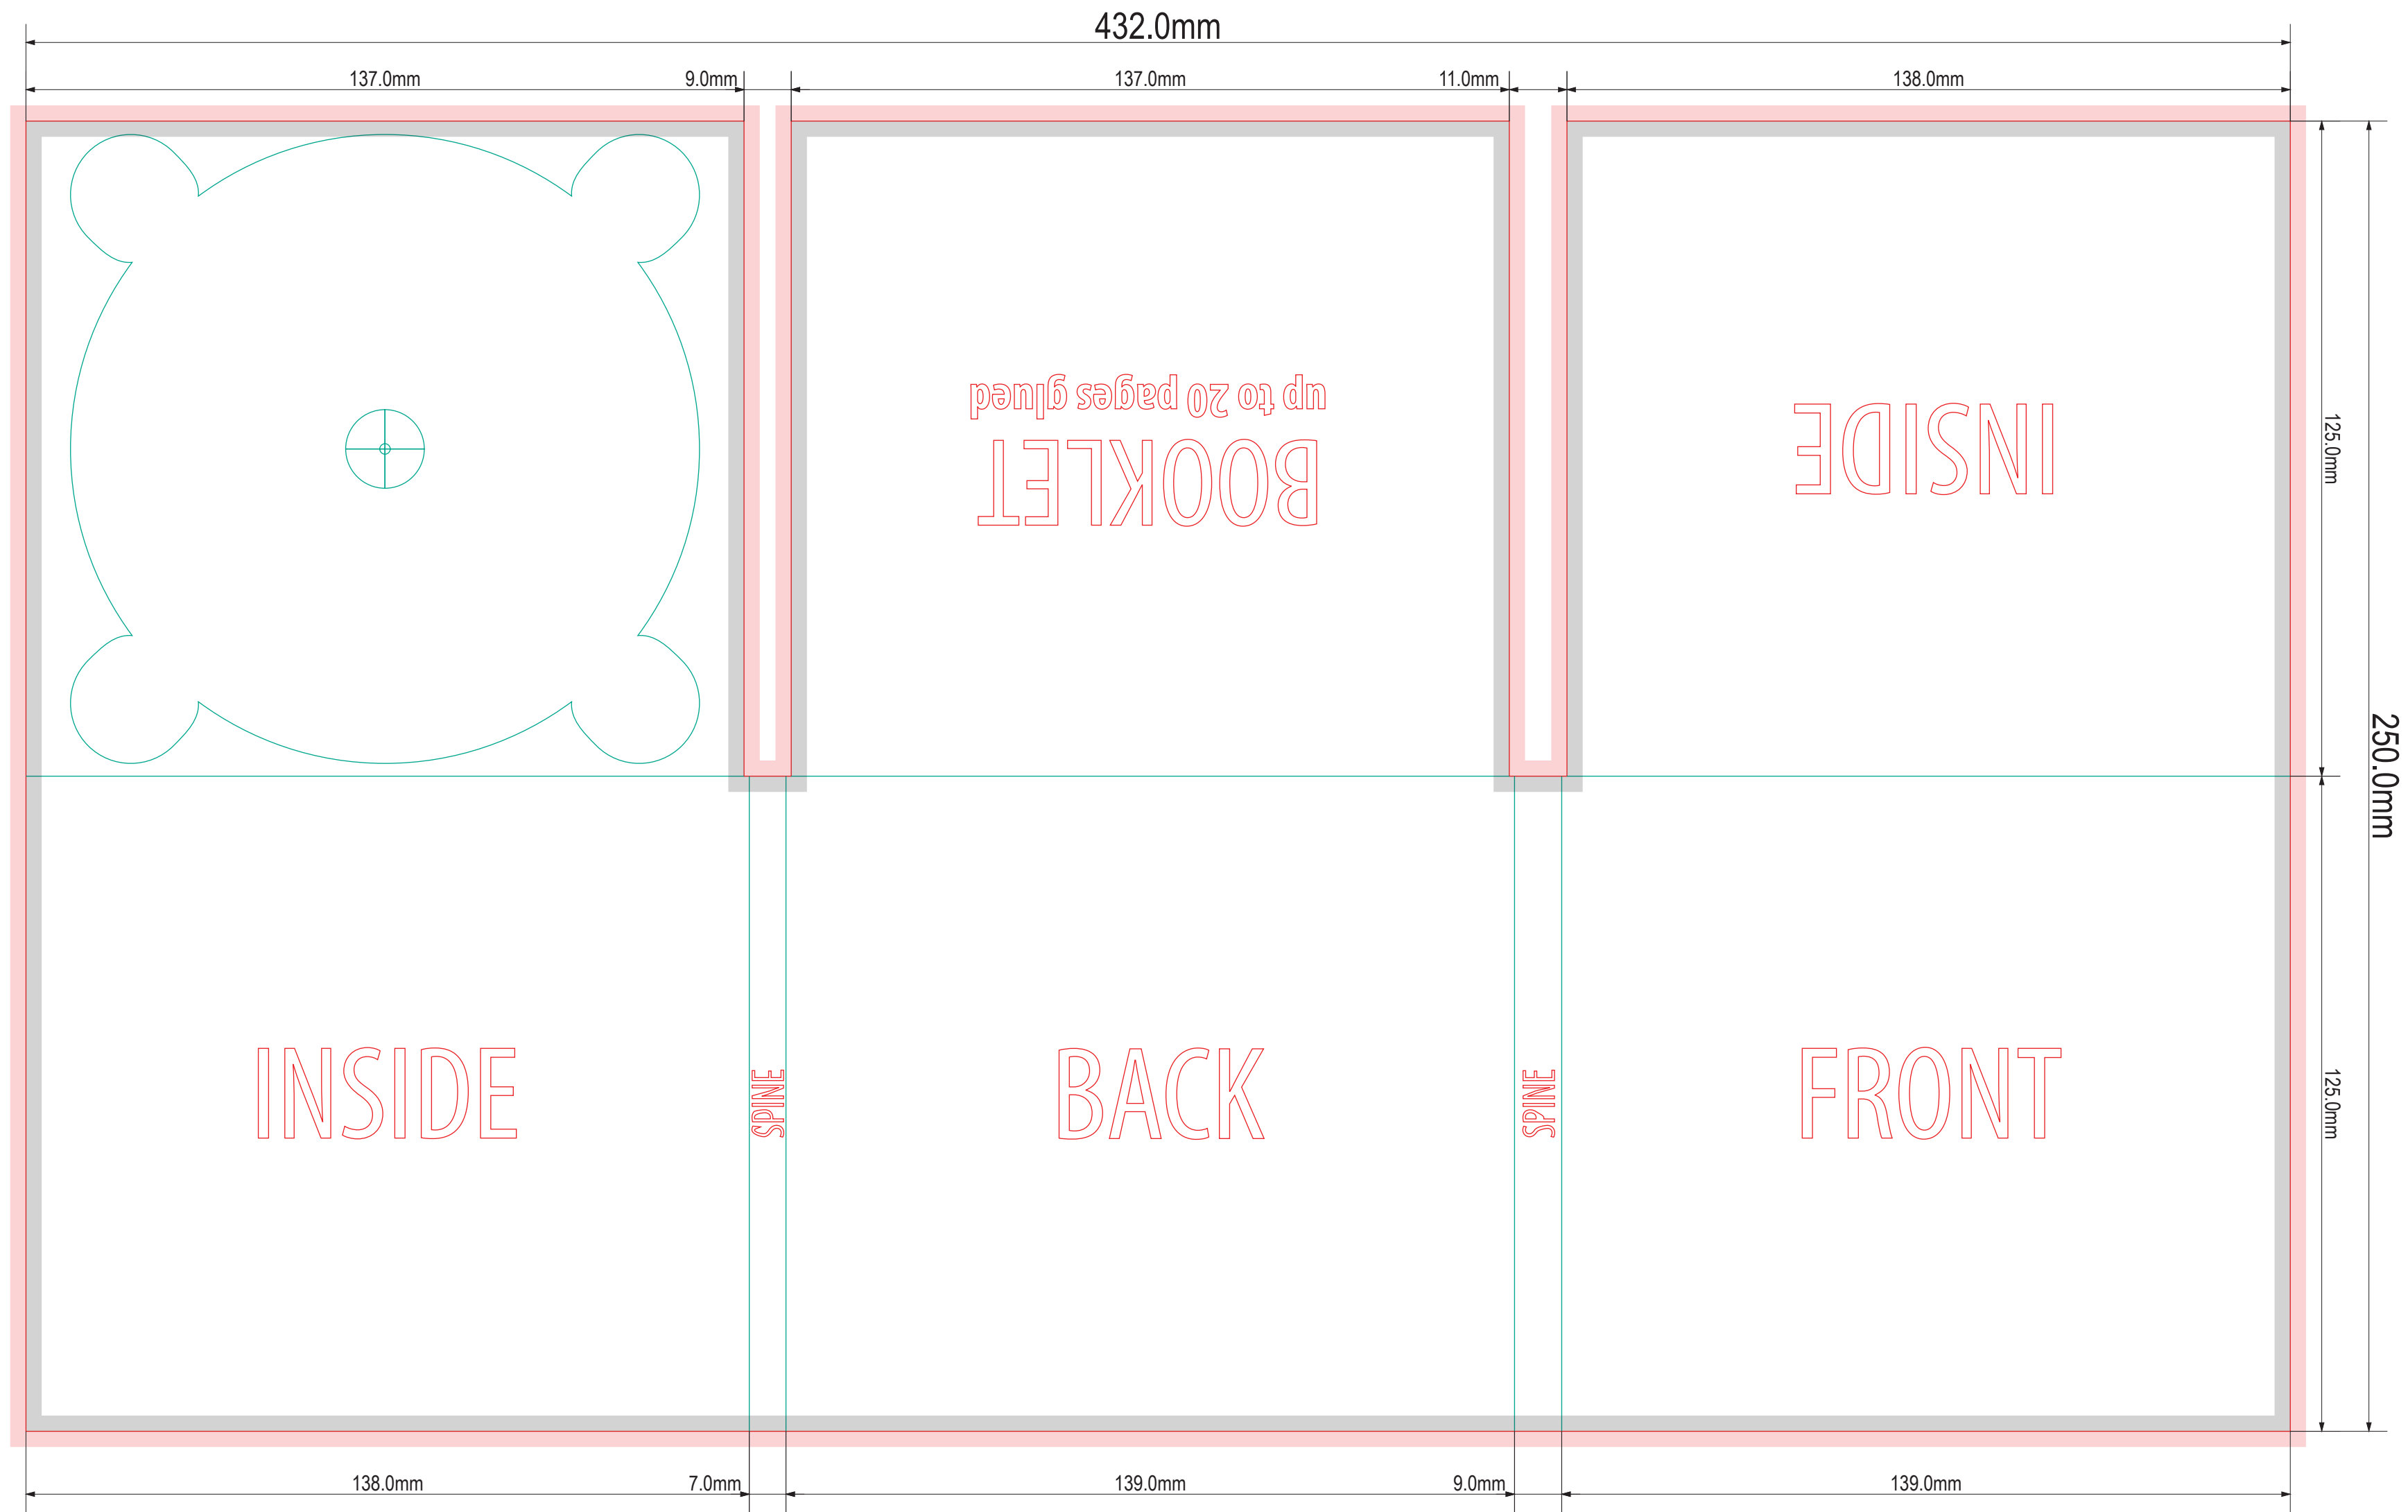 432.0mm
137.0mm 9.0mm 137.0mm 11.0mm 138.0mm
BOOKLET
up to 20 pages glued
INSIDE
125.0mm
250.0mm
INSIDE
SPINE
BACK
SPINE
FRONT
125.0mm
138.0mm 7.0mm 139.0mm 9.0mm 139.0mm